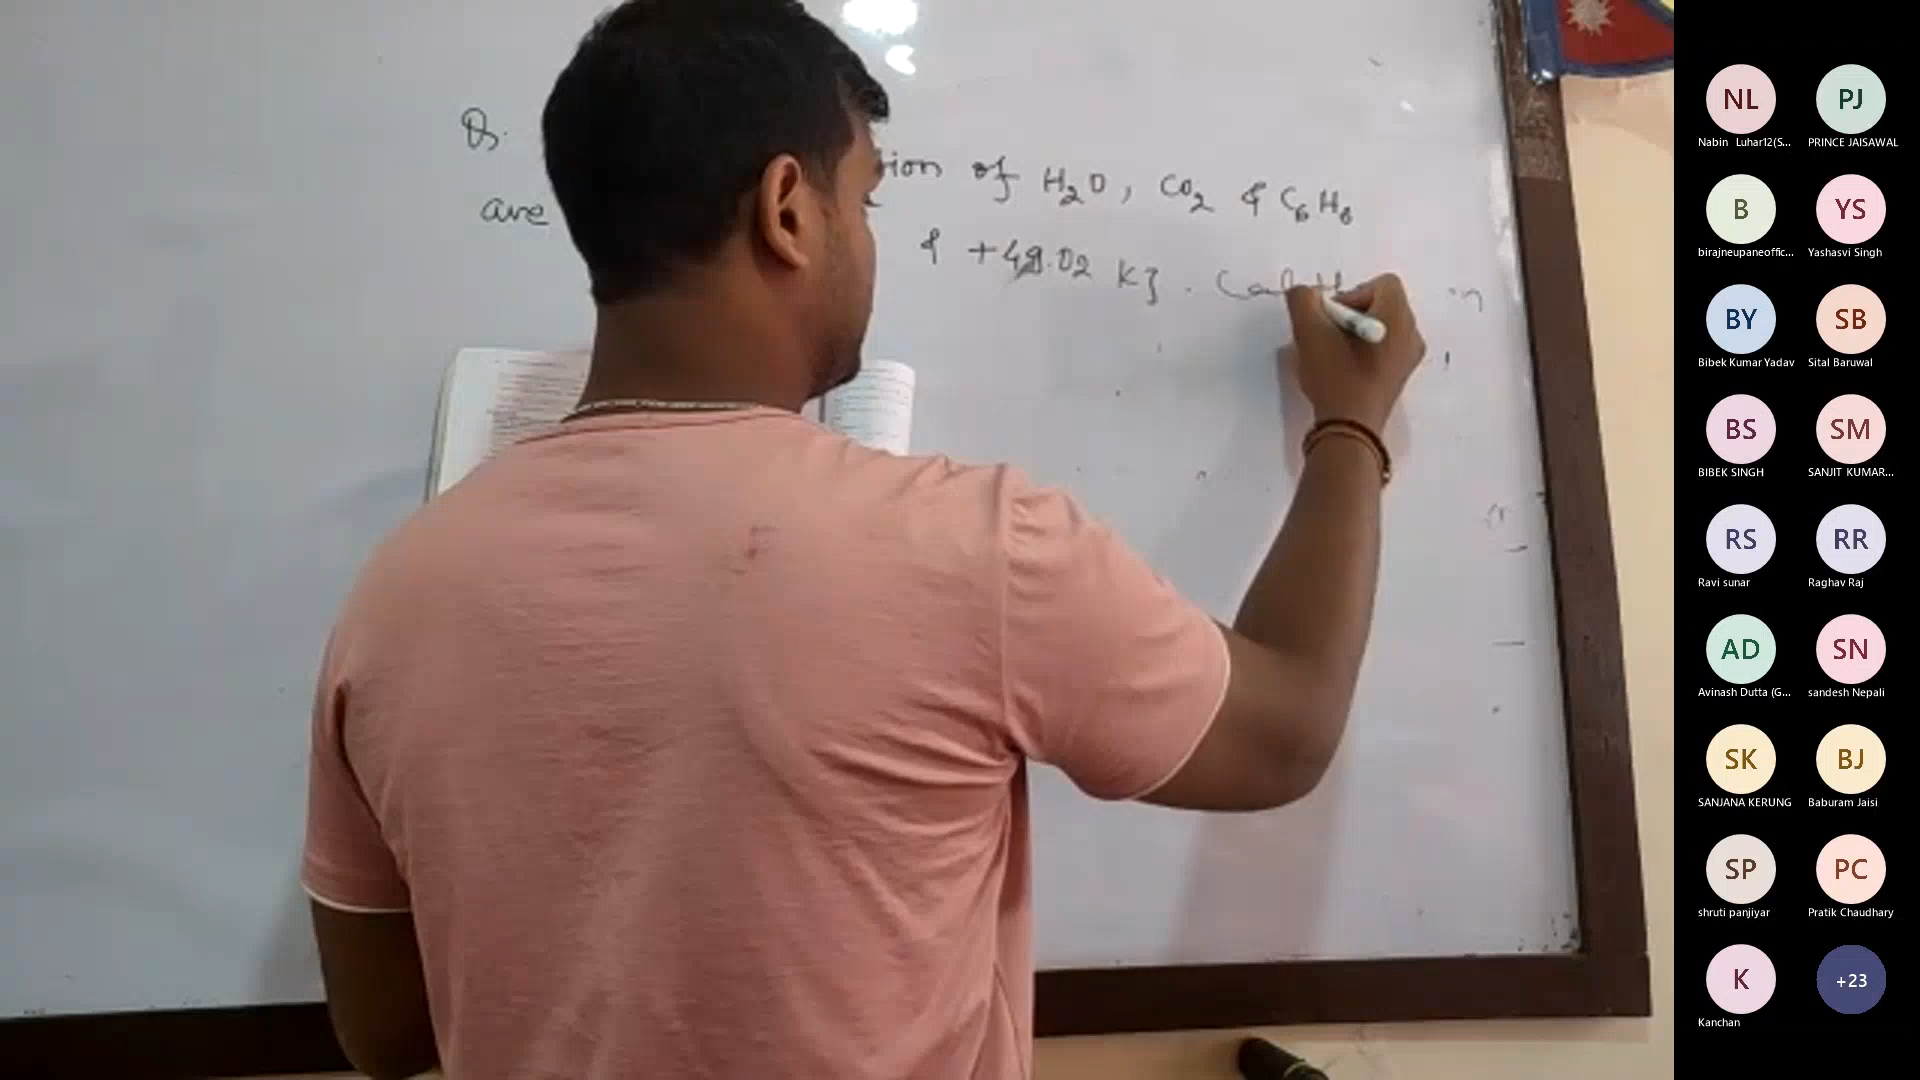 Q.
ion of H₂O, CO₂ & C₆H₆
are
& +49.02 KJ.
NL
Nabin Luhar12(S...
PJ
PRINCE JAISAWAL
B
birajneupaneoffic...
YS
Yashasvi Singh
BY
Bibek Kumar Yadav
SB
Sital Baruwal
BS
BIBEK SINGH
SM
SANJIT KUMAR...
RS
Ravi sunar
RR
Raghav Raj
AD
Avinash Dutta (G...
SN
sandesh Nepali
SK
SANJANA KERUNG
BJ
Baburam Jaisi
SP
shruti panjiyar
PC
Pratik Chaudhary
K
Kanchan
+23